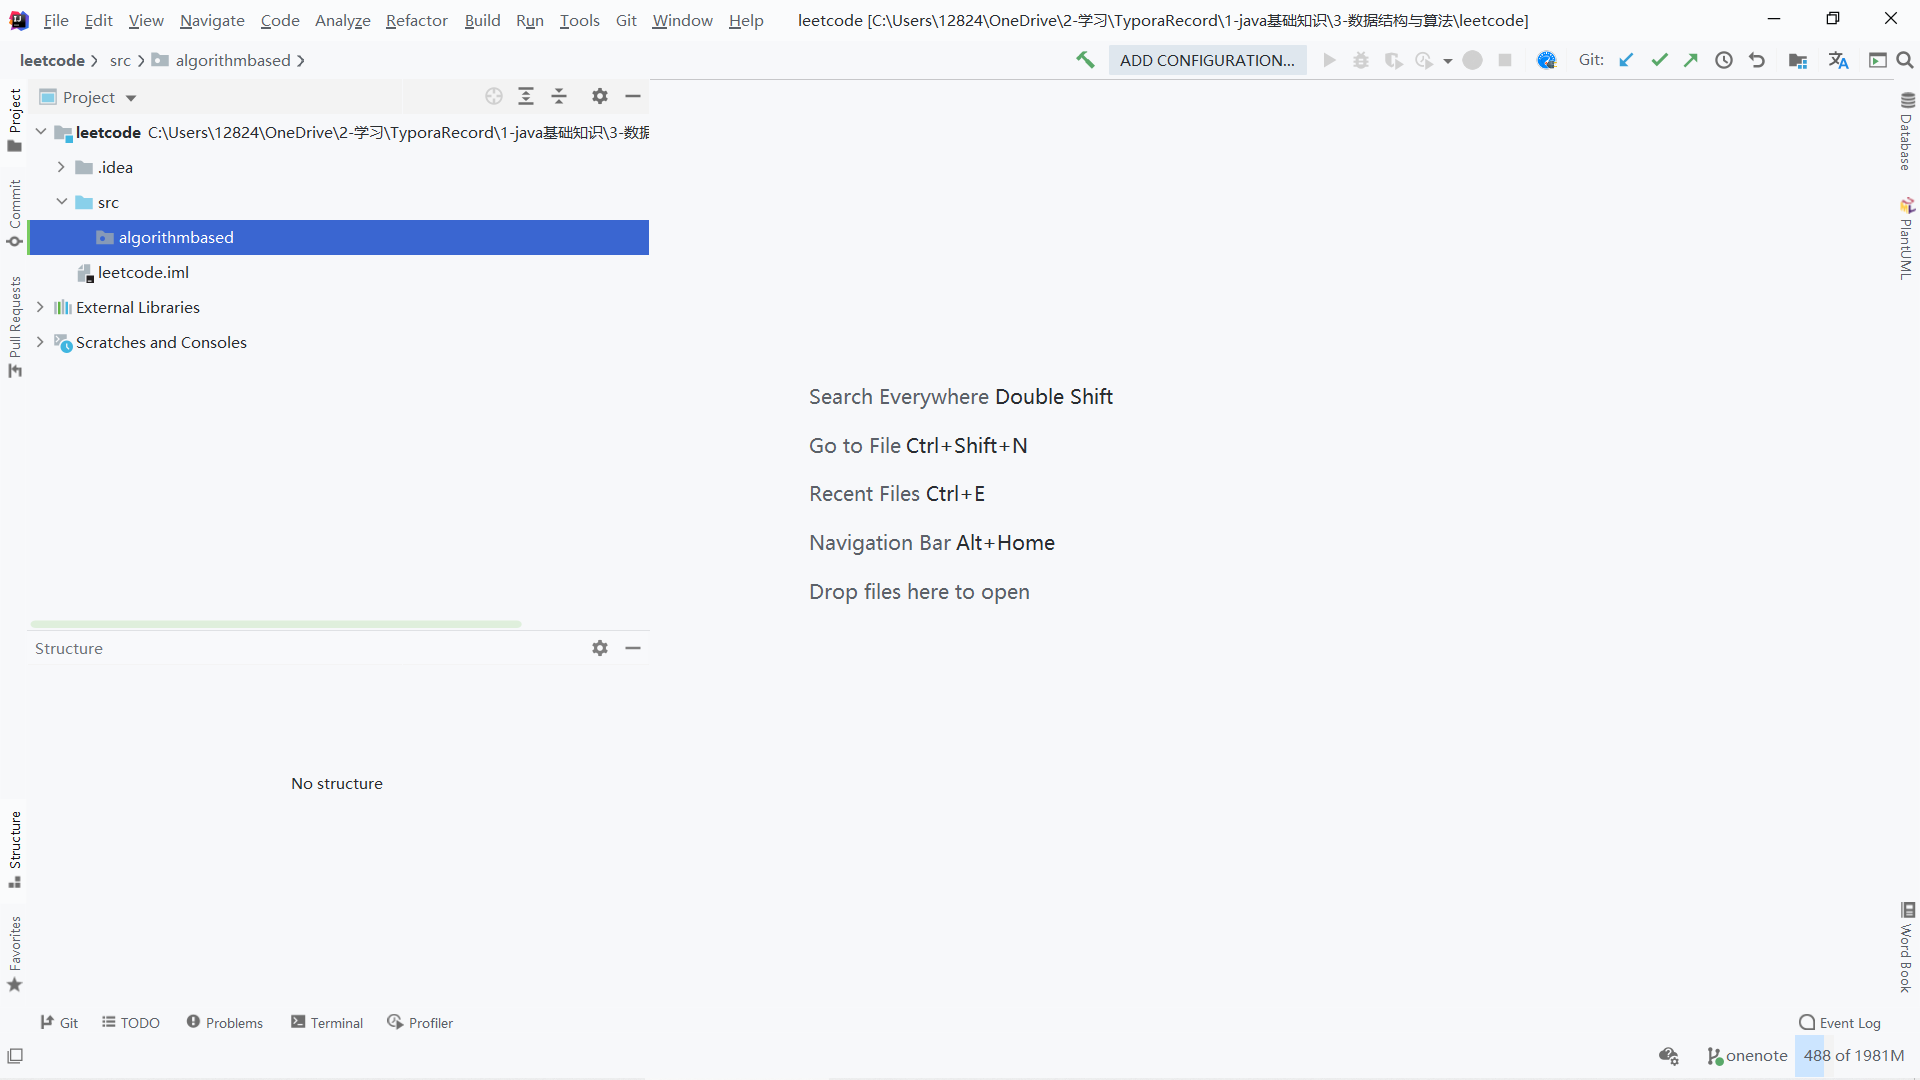 File Edit View Navigate Code Analyze Refactor Build Run Tools Git Window Help leetcode [C:\Users\12824\OneDrive\2-学习\TyporaRecord\1-java基础知识\3-数据结构与算法\leetcode]
leetcode src algorithmbased ADD CONFIGURATION... Git:
Project
Project
leetcode C:\Users\12824\OneDrive\2-学习\TyporaRecord\1-java基础知识\3-数据
.idea
src
algorithmbased
leetcode.iml
External Libraries
Scratches and Consoles
Commit
Pull Requests
Search Everywhere Double Shift
Go to File Ctrl+Shift+N
Recent Files Ctrl+E
Navigation Bar Alt+Home
Drop files here to open
Database
PlantUML
Structure
No structure
Structure
Favorites
Word Book
Git TODO Problems Terminal Profiler Event Log
onenote 488 of 1981M